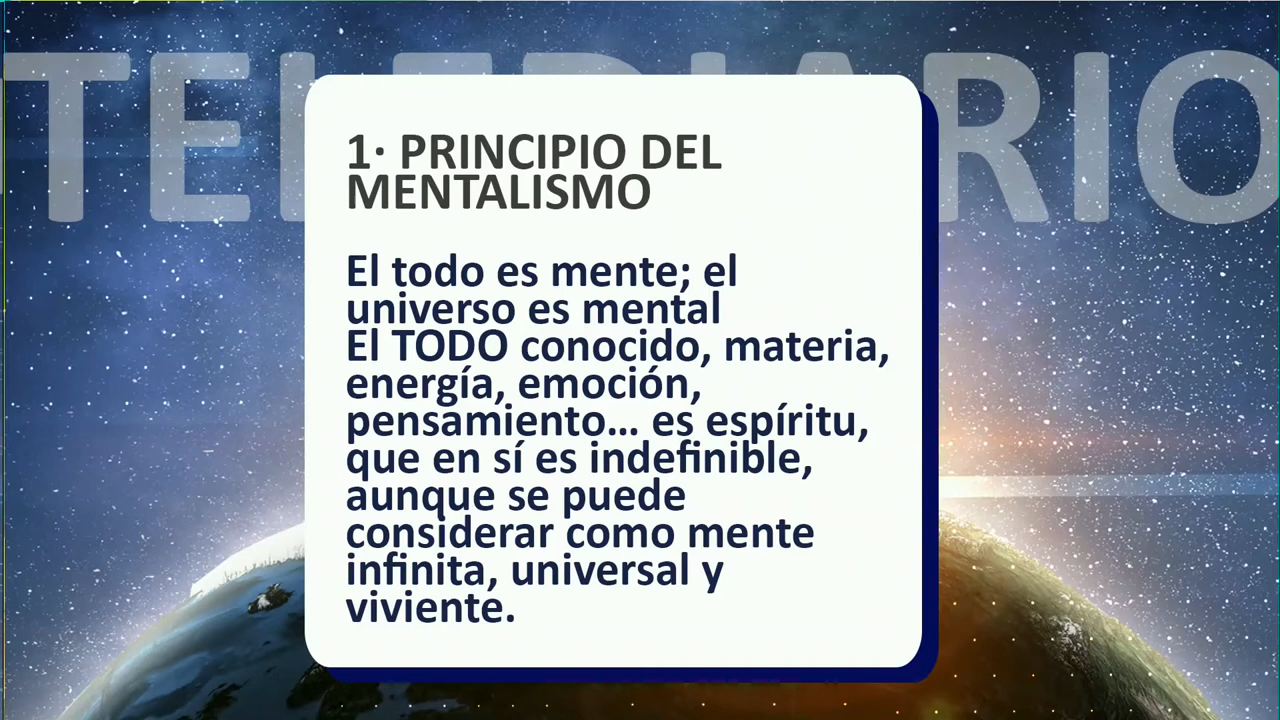 TELEDIARIO
1· PRINCIPIO DEL
MENTALISMO
El todo es mente; el
universo es mental
El TODO conocido, materia,
energía, emoción,
pensamiento... es espíritu,
que en sí es indefinible,
aunque se puede
considerar como mente
infinita, universal y
viviente.